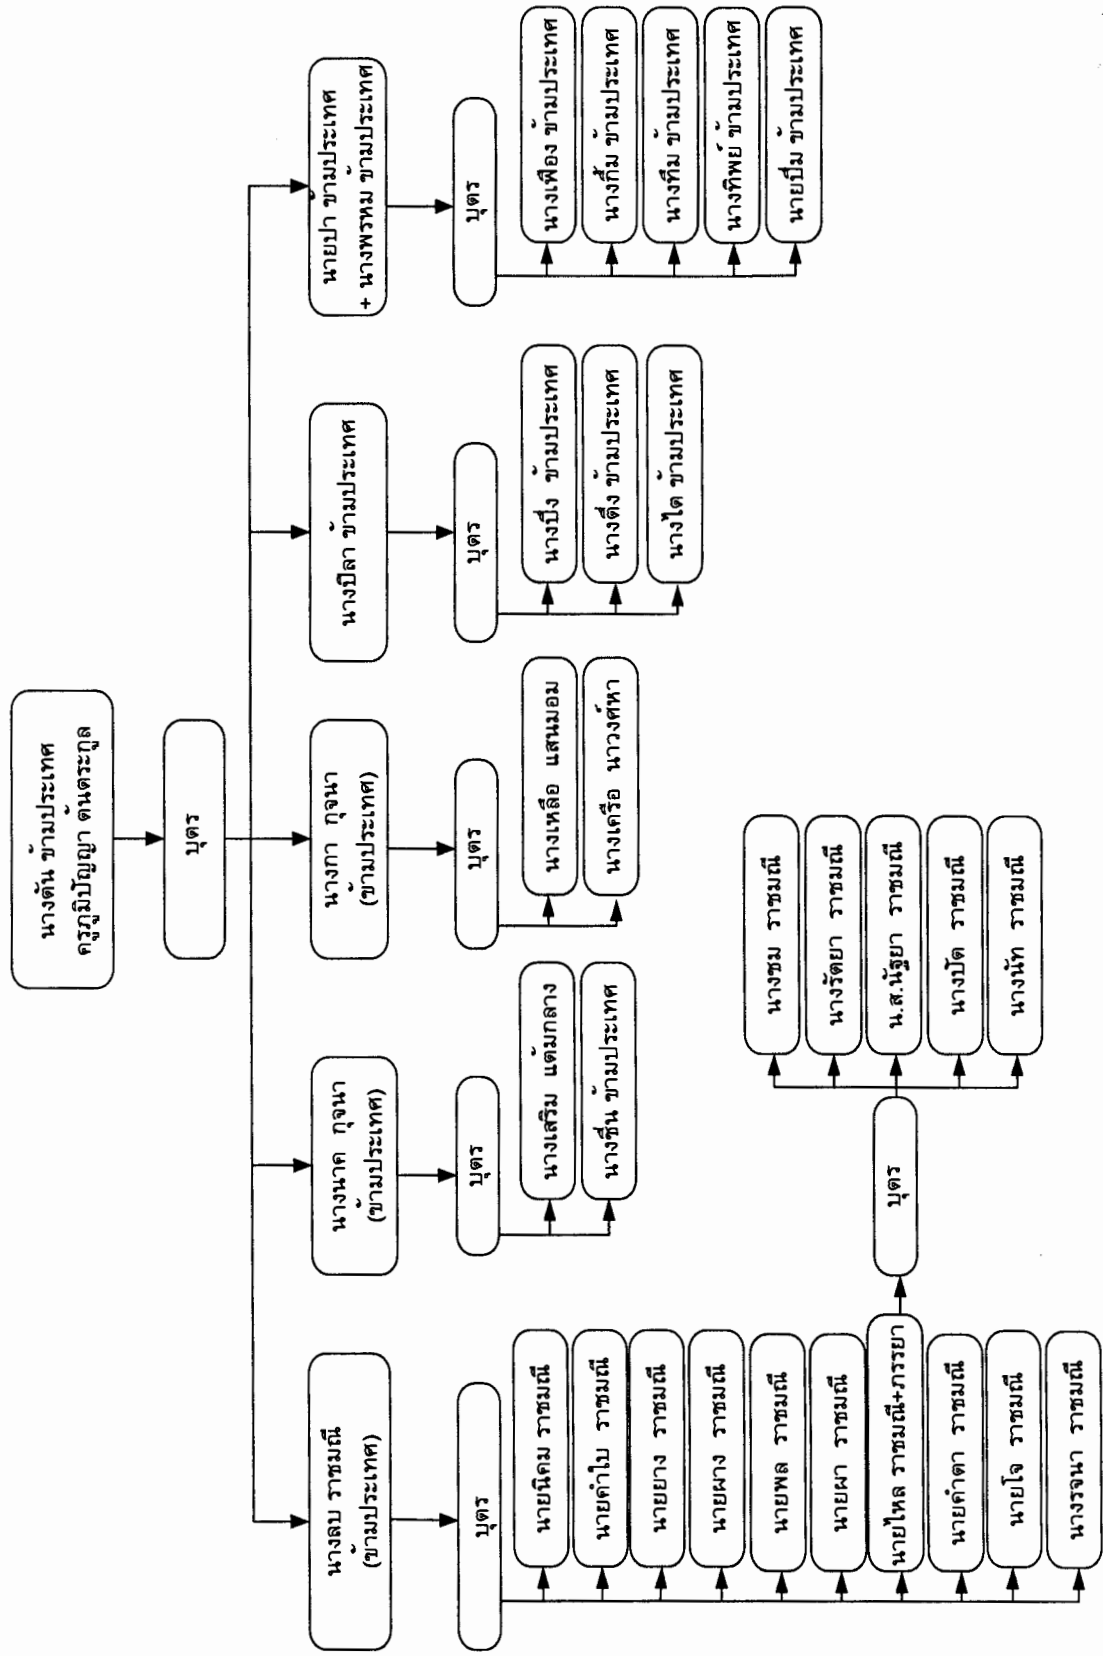 นางดัน ข้ามประเทศ
ครูภูมิปัญญา ต้นตระกูล
บุตร
นางลบ ราชมณี
(ข้ามประเทศ)
บุตร
นายนิคม ราชมณี
นายคำใบ ราชมณี
นายยาง ราชมณี
นายผาง ราชมณี
นายพล ราชมณี
นายผา ราชมณี
นายไหล ราชมณี+ภรรยา
นายคำตา ราชมณี
นายโจ ราชมณี
นางรจนา ราชมณี
บุตร
นางชม ราชมณี
นางรัตยา ราชมณี
น.ส.นัฐยา ราชมณี
นางปัด ราชมณี
นางนัท ราชมณี
นางนาค กุจนา
(ข้ามประเทศ)
บุตร
นางเสริม แต้มกลาง
นางชื่น ข้ามประเทศ
นางกา กุจนา
(ข้ามประเทศ)
บุตร
นางเหลือ แสนมอม
นางเครือ นาวงศ์หา
นางปีลา ข้ามประเทศ
บุตร
นางปึง ข้ามประเทศ
นางตึ่ง ข้ามประเทศ
นางได ข้ามประเทศ
นายปา ข้ามประเทศ
+ นางพรหม ข้ามประเทศ
บุตร
นางเฟือง ข้ามประเทศ
นางกิ้ม ข้ามประเทศ
นางทึม ข้ามประเทศ
นางทิพย์ ข้ามประเทศ
นายปึม ข้ามประเทศ